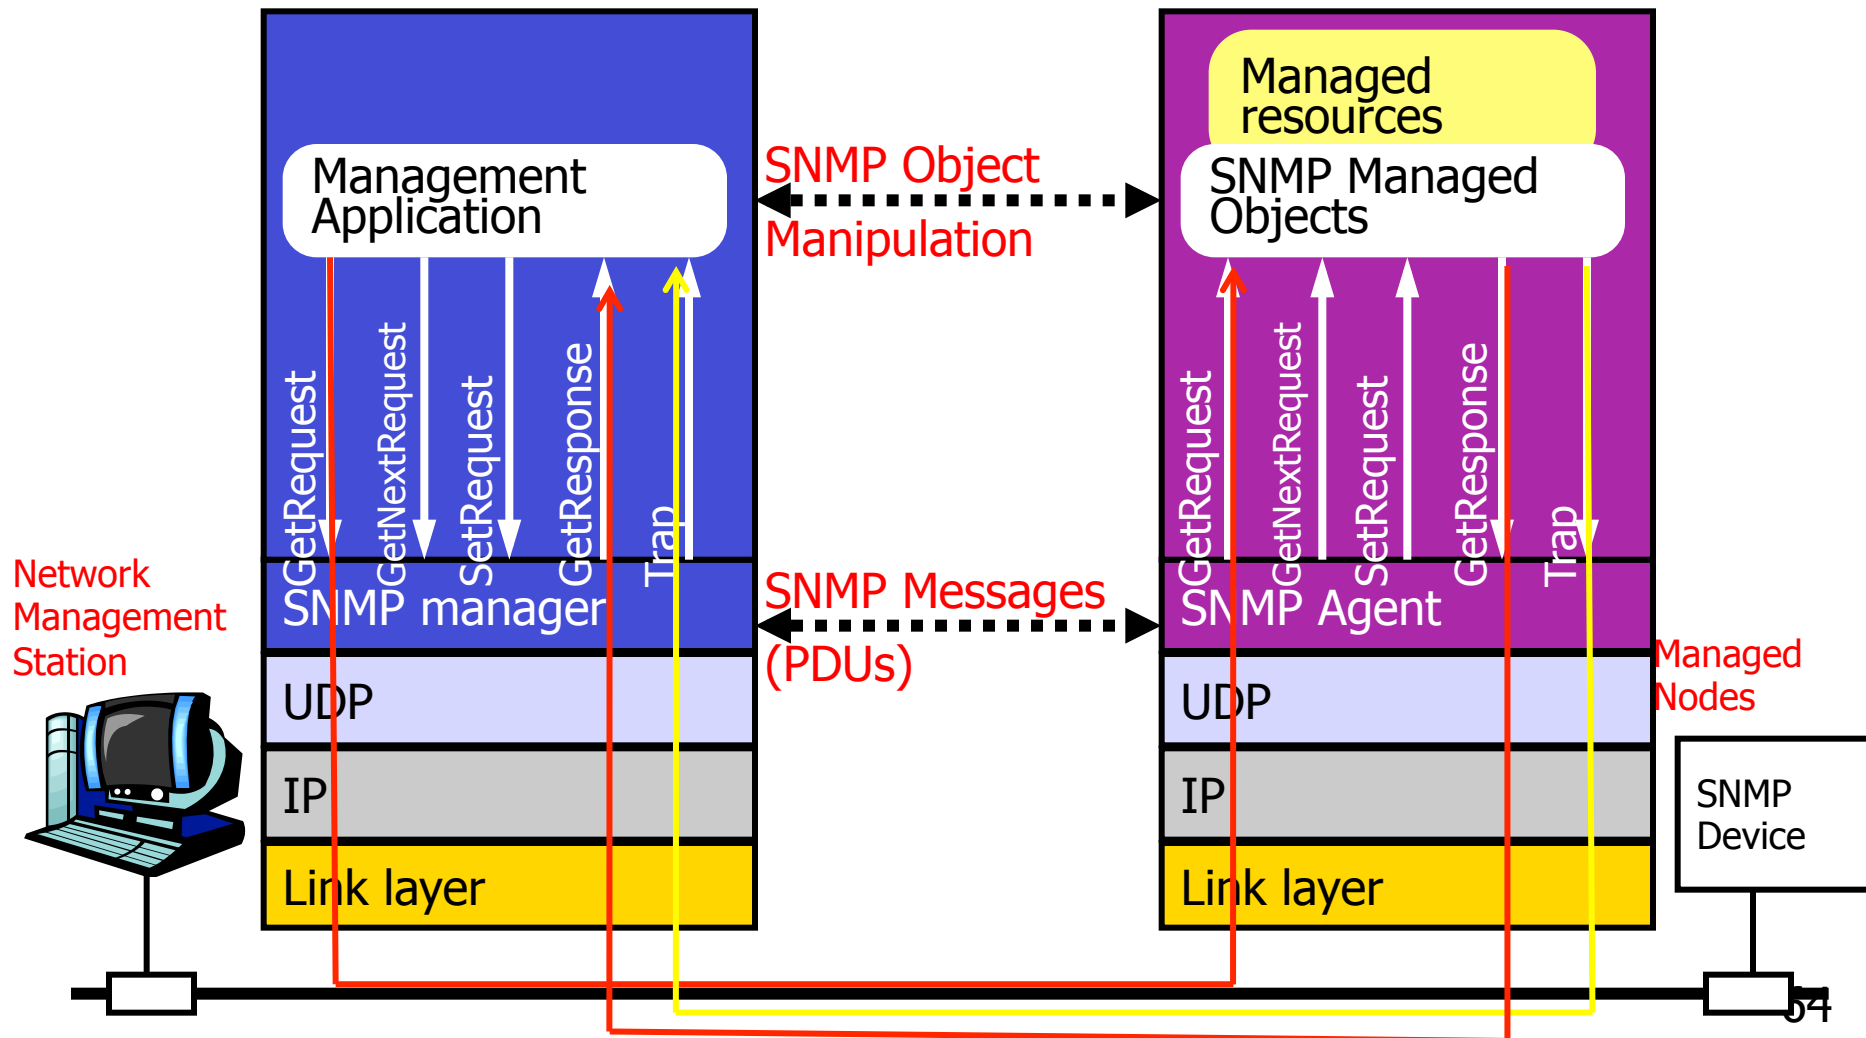 Managed
resources
Management
Application
SNMP Object
Manipulation
SNMP Managed
Objects
GetRequest
GetNextRequest
SetRequest
GetResponse
Trap
GetRequest
GetNextRequest
SetRequest
GetResponse
Trap
Network
Management
Station
SNMP manager
SNMP Messages
(PDUs)
SNMP Agent
Managed
Nodes
UDP
UDP
IP
IP
SNMP
Device
Link layer
Link layer